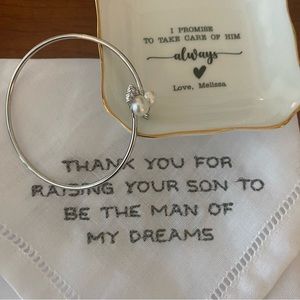 I PROMISE
TO TAKE CARE OF HIM
always
Love, Melissa
THANK YOU FOR
RAISING YOUR SON TO
BE THE MAN OF
MY DREAMS